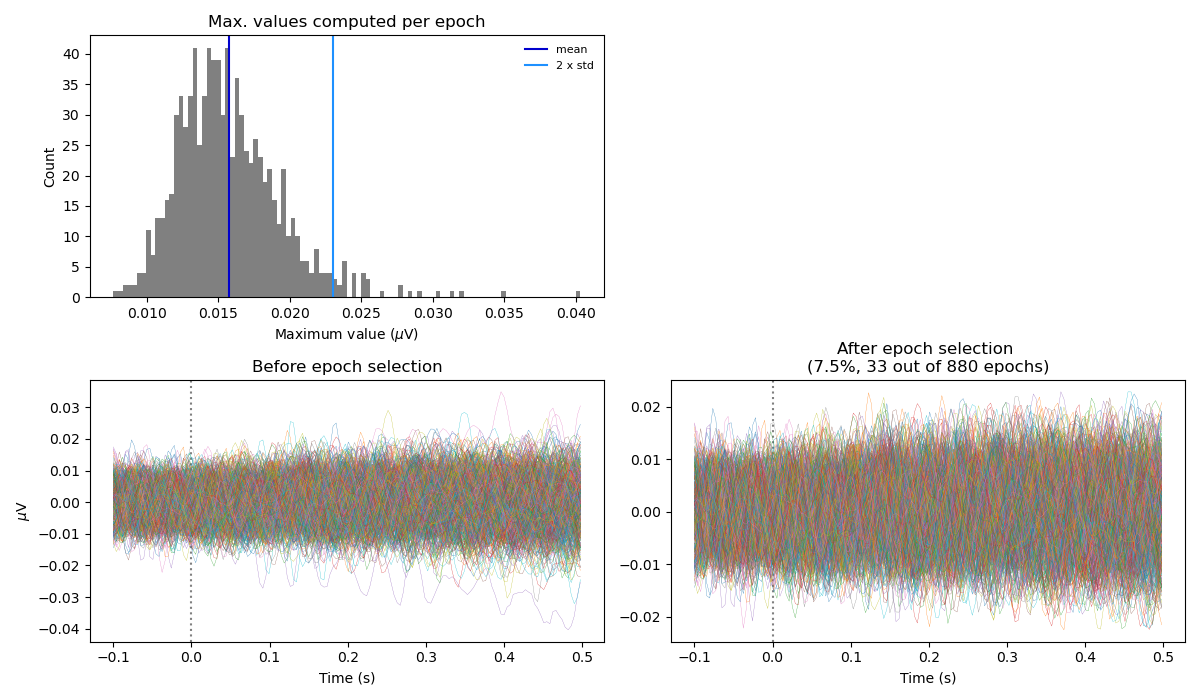 Max. values computed per epoch
mean
2 x std
40
35
30
25
20
15
10
5
0
Count
0.010 0.015 0.020 0.025 0.030 0.035 0.040
Maximum value (μV)
Before epoch selection
0.03
0.02
0.01
0.00
−0.01
−0.02
−0.03
−0.04
μV
−0.1 0.0 0.1 0.2 0.3 0.4 0.5
Time (s)
After epoch selection
(7.5%, 33 out of 880 epochs)
0.02
0.01
0.00
−0.01
−0.02
−0.1 0.0 0.1 0.2 0.3 0.4 0.5
Time (s)